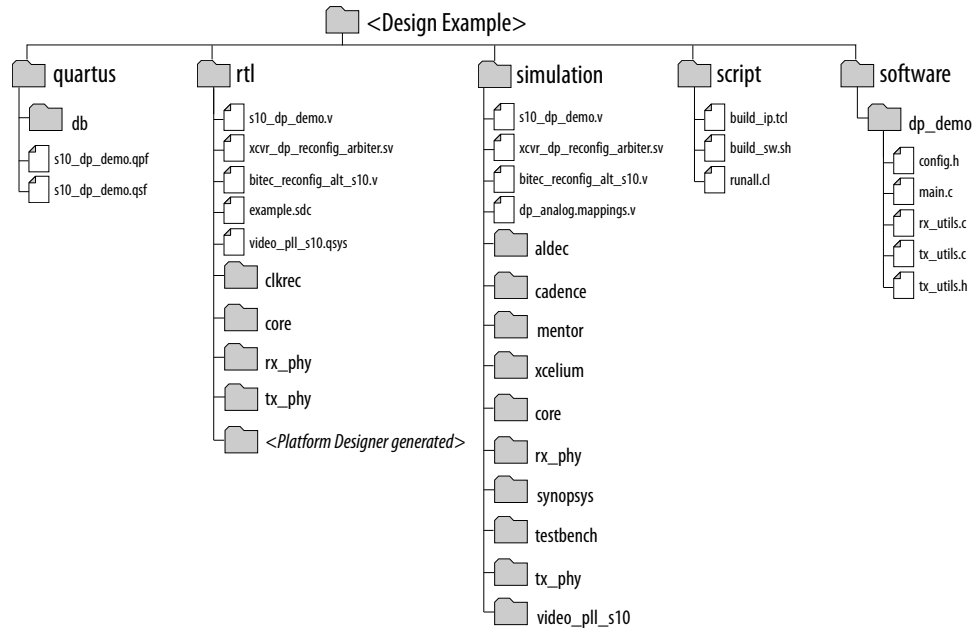 <Design Example>
quartus
db
s10_dp_demo.qpf
s10_dp_demo.qsf
rtl
s10_dp_demo.v
xcvr_dp_reconfig_arbiter.sv
bitec_reconfig_alt_s10.v
example.sdc
video_pll_s10.qsys
clkrec
core
rx_phy
tx_phy
<Platform Designer generated>
simulation
s10_dp_demo.v
xcvr_dp_reconfig_arbiter.sv
bitec_reconfig_alt_s10.v
dp_analog.mappings.v
aldec
cadence
mentor
xcelium
core
rx_phy
synopsys
testbench
tx_phy
video_pll_s10
script
build_ip.tcl
build_sw.sh
runall.cl
software
dp_demo
config.h
main.c
rx_utils.c
tx_utils.c
tx_utils.h